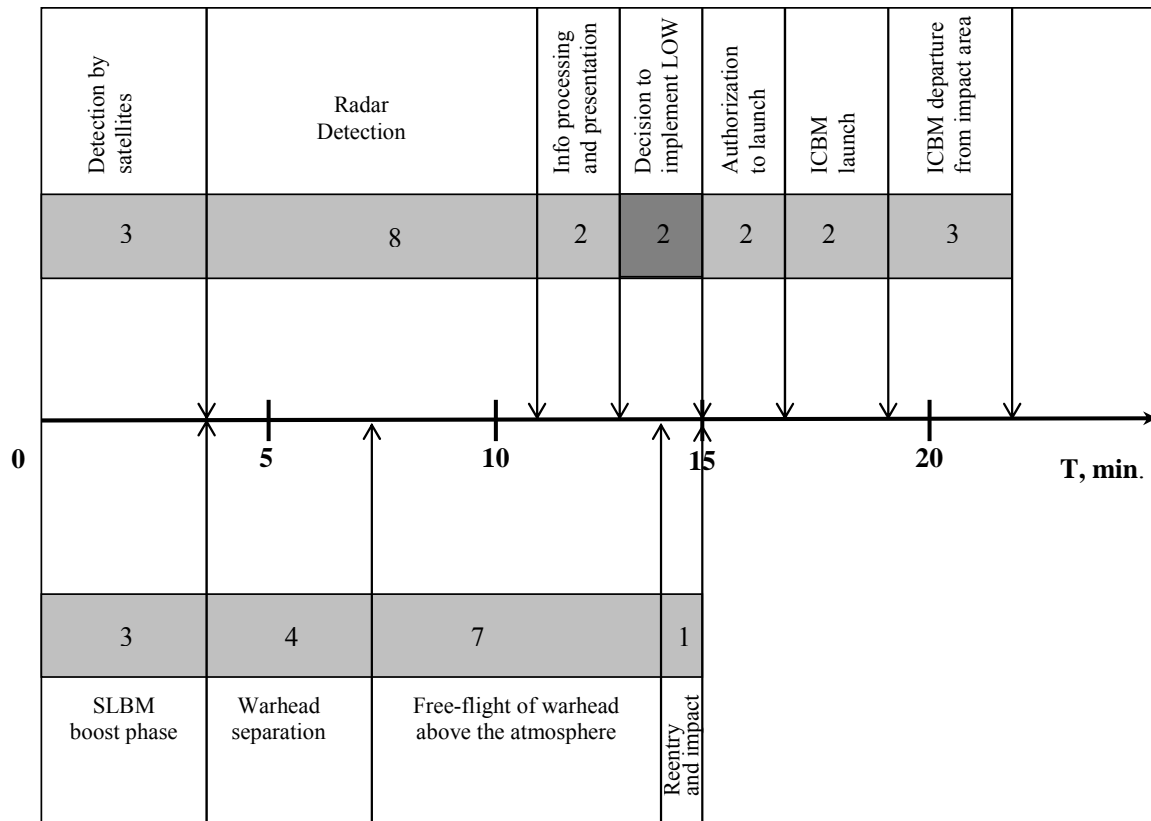 Detection by
satellites
Radar
Detection
Info processing
and presentation
Decision to
implement LOW
Authorization
to launch
ICBM
launch
ICBM departure
from impact area
3
8
2
2
2
2
3
0
5
10
15
20
T, min.
3
4
7
1
SLBM
boost phase
Warhead
separation
Free-flight of warhead
above the atmosphere
Reentry
and impact